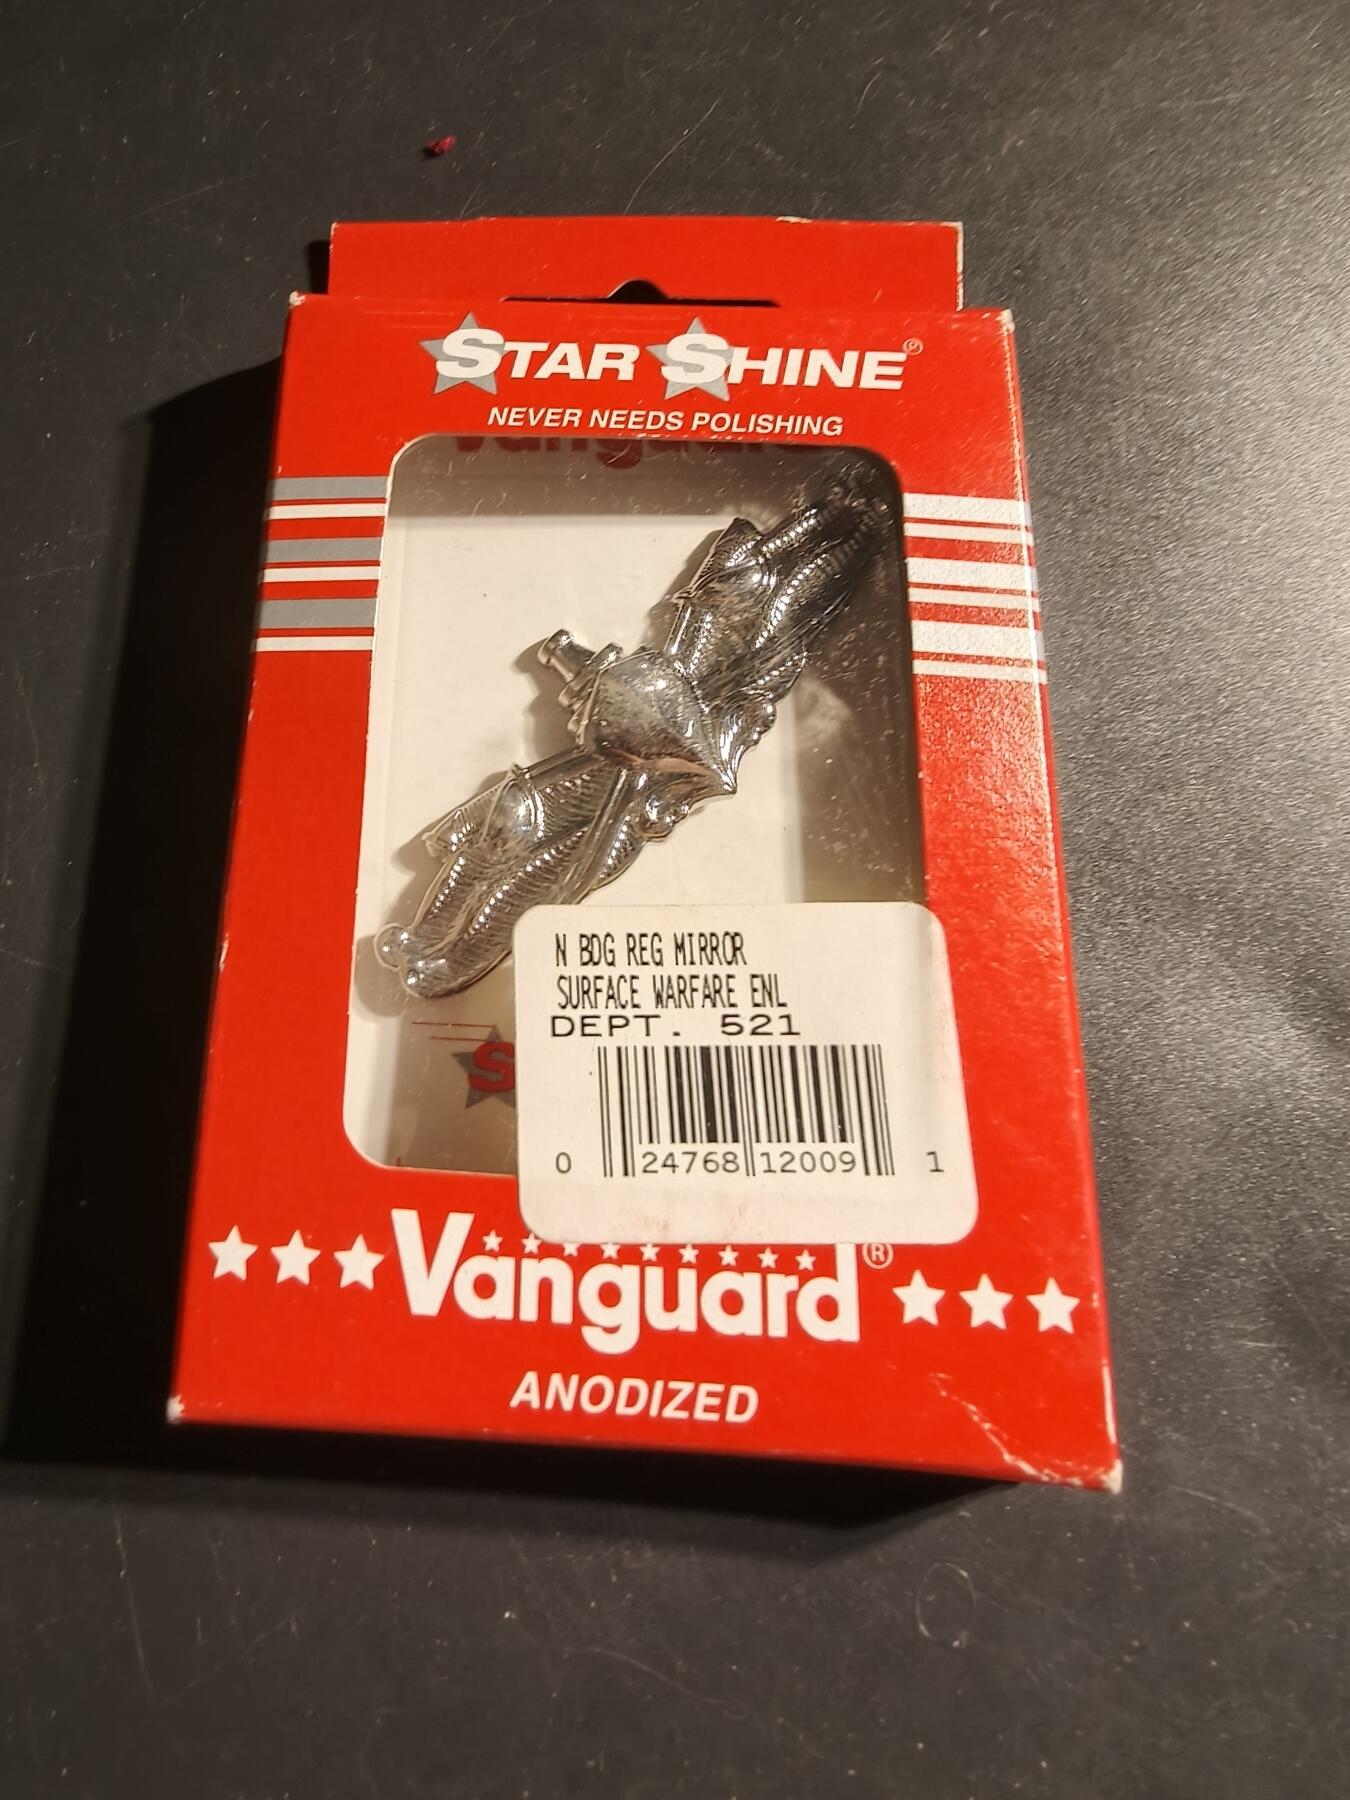 STAR SHINE®
NEVER NEEDS POLISHING
Vanguard
N BDG REG MIRROR
SURFACE WARFARE ENL
DEPT. 521
0 24768 12009 1
S
Vanguard®
ANODIZED